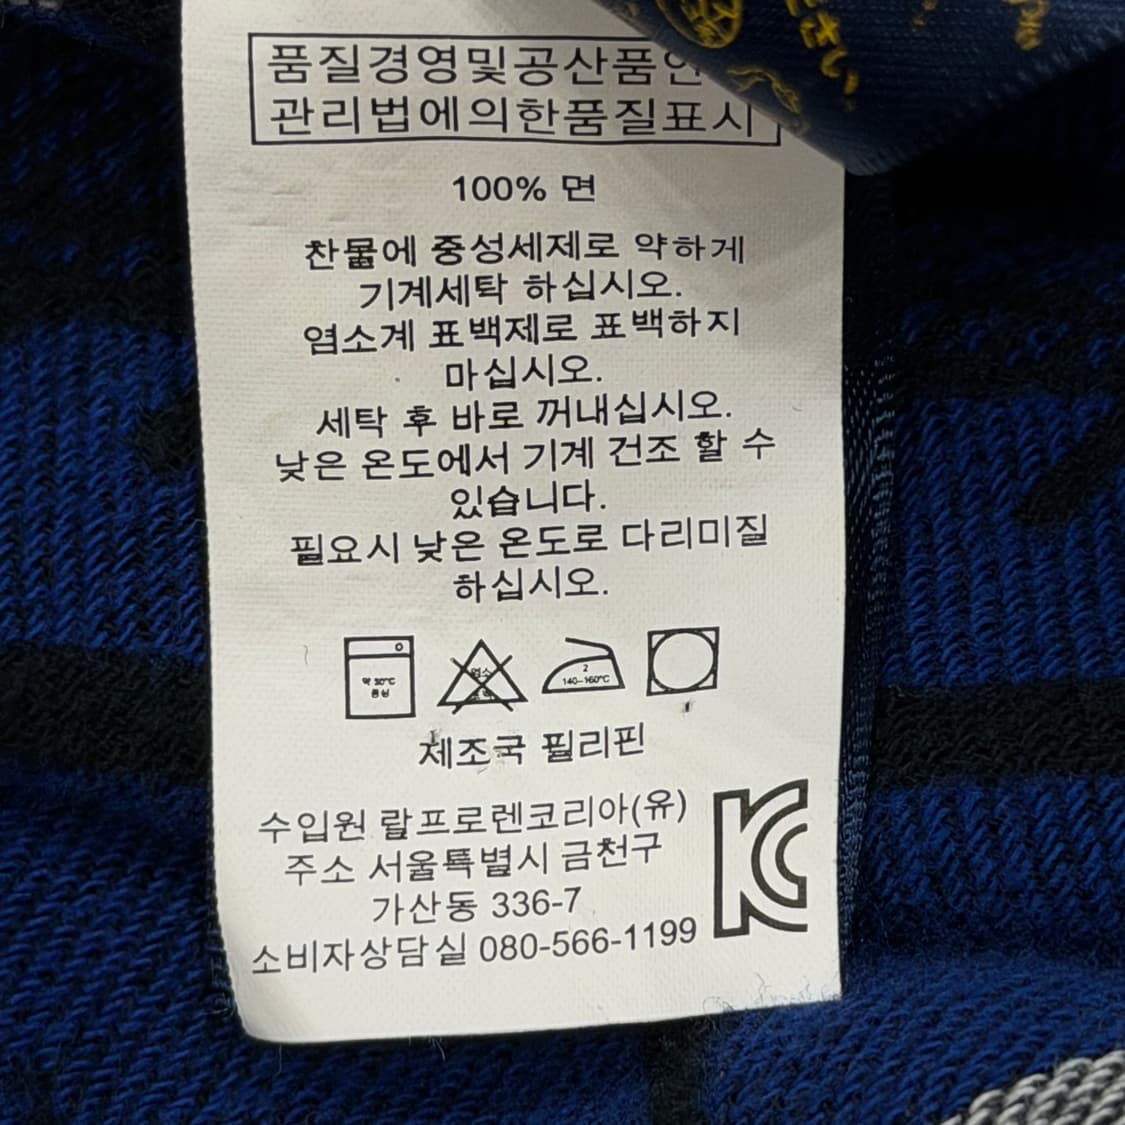 품질경영및공산품안
관리법에의한품질표시
100% 면
찬물에 중성세제로 약하게
기계세탁 하십시오.
염소계 표백제로 표백하지
마십시오.
세탁 후 바로 꺼내십시오.
낮은 온도에서 기계 건조 할 수
있습니다.
필요시 낮은 온도로 다리미질
하십시오.
약 30℃
중성
염소
표백
2
140~160℃
제조국 필리핀
수입원 랄프로렌코리아(유)
주소 서울특별시 금천구
가산동 336-7
소비자상담실 080-566-1199
KC